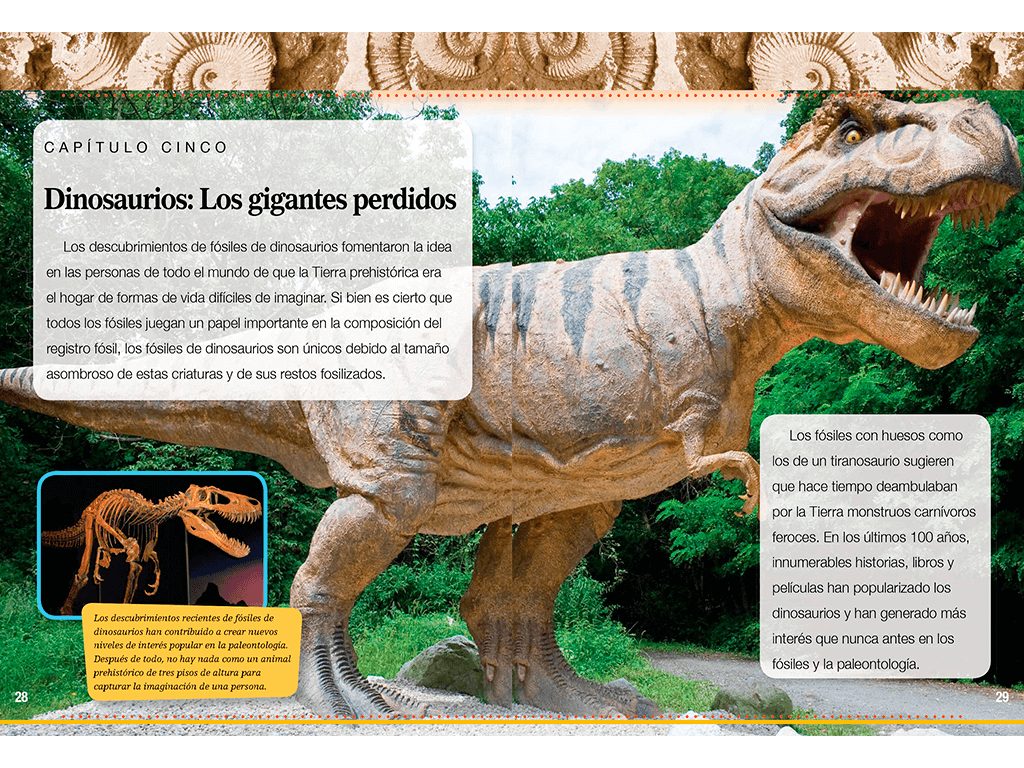 CAPÍTULO CINCO
Dinosaurios: Los gigantes perdidos
Los descubrimientos de fósiles de dinosaurios fomentaron la idea
en las personas de todo el mundo de que la Tierra prehistórica era
el hogar de formas de vida difíciles de imaginar. Si bien es cierto que
todos los fósiles juegan un papel importante en la composición del
registro fósil, los fósiles de dinosaurios son únicos debido al tamaño
asombroso de estas criaturas y de sus restos fosilizados.
Los descubrimientos recientes de fósiles de
dinosaurios han contribuido a crear nuevos
niveles de interés popular en la paleontología.
Después de todo, no hay nada como un animal
prehistórico de tres pisos de altura para
capturar la imaginación de una persona.
28
Los fósiles con huesos como
los de un tiranosaurio sugieren
que hace tiempo deambulaban
por la Tierra monstruos carnívoros
feroces. En los últimos 100 años,
innumerables historias, libros y
películas han popularizado los
dinosaurios y han generado más
interés que nunca antes en los
fósiles y la paleontología.
29